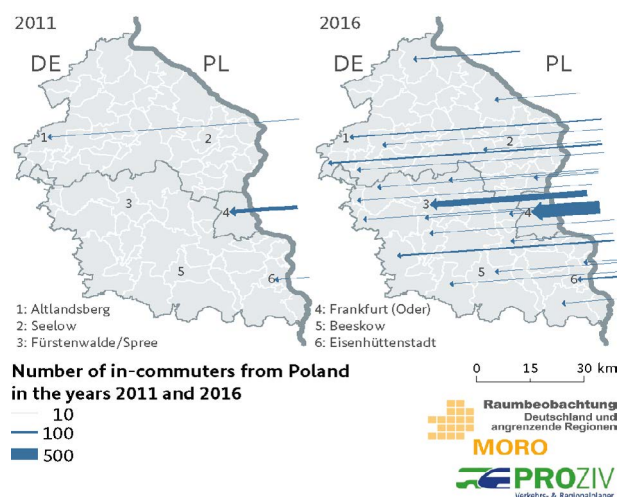 2011
DE
PL
1
2
3
4
5
6
2016
DE
PL
1
2
3
4
5
6
1: Altlandsberg
2: Seelow
3: Fürstenwalde/Spree
4: Frankfurt (Oder)
5: Beeskow
6: Eisenhüttenstadt
Number of in-commuters from Poland
in the years 2011 and 2016
10
100
500
0 15 30 km
Raumbeobachtung
Deutschland und
angrenzende Regionen
MORO
PROZIV
Verkehrs- & Regionalplaner